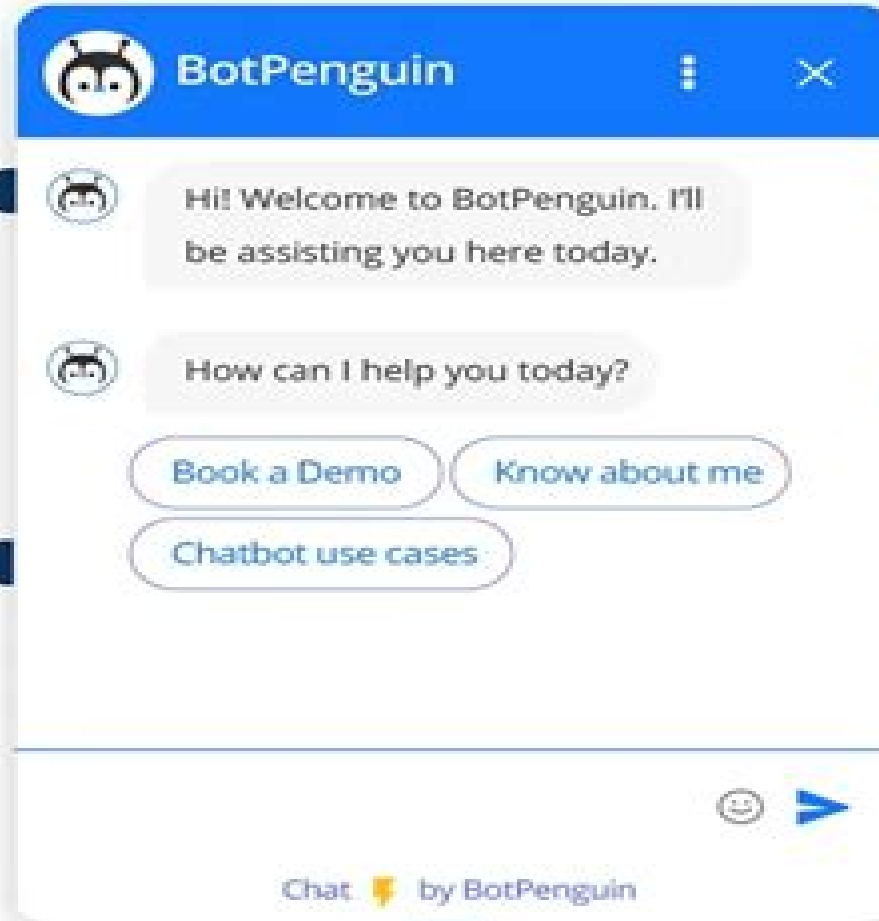 BotPenguin
Hi! Welcome to BotPenguin. I'll
be assisting you here today.
How can I help you today?
Book a Demo
Know about me
Chatbot use cases
Chat ⚡ by BotPenguin